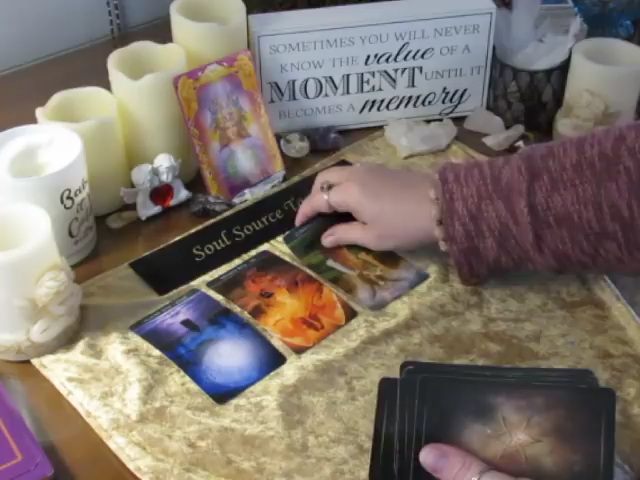 SOMETIMES YOU WILL NEVER
KNOW THE value OF A
MOMENT UNTIL IT
BECOMES A memory
Soul Source